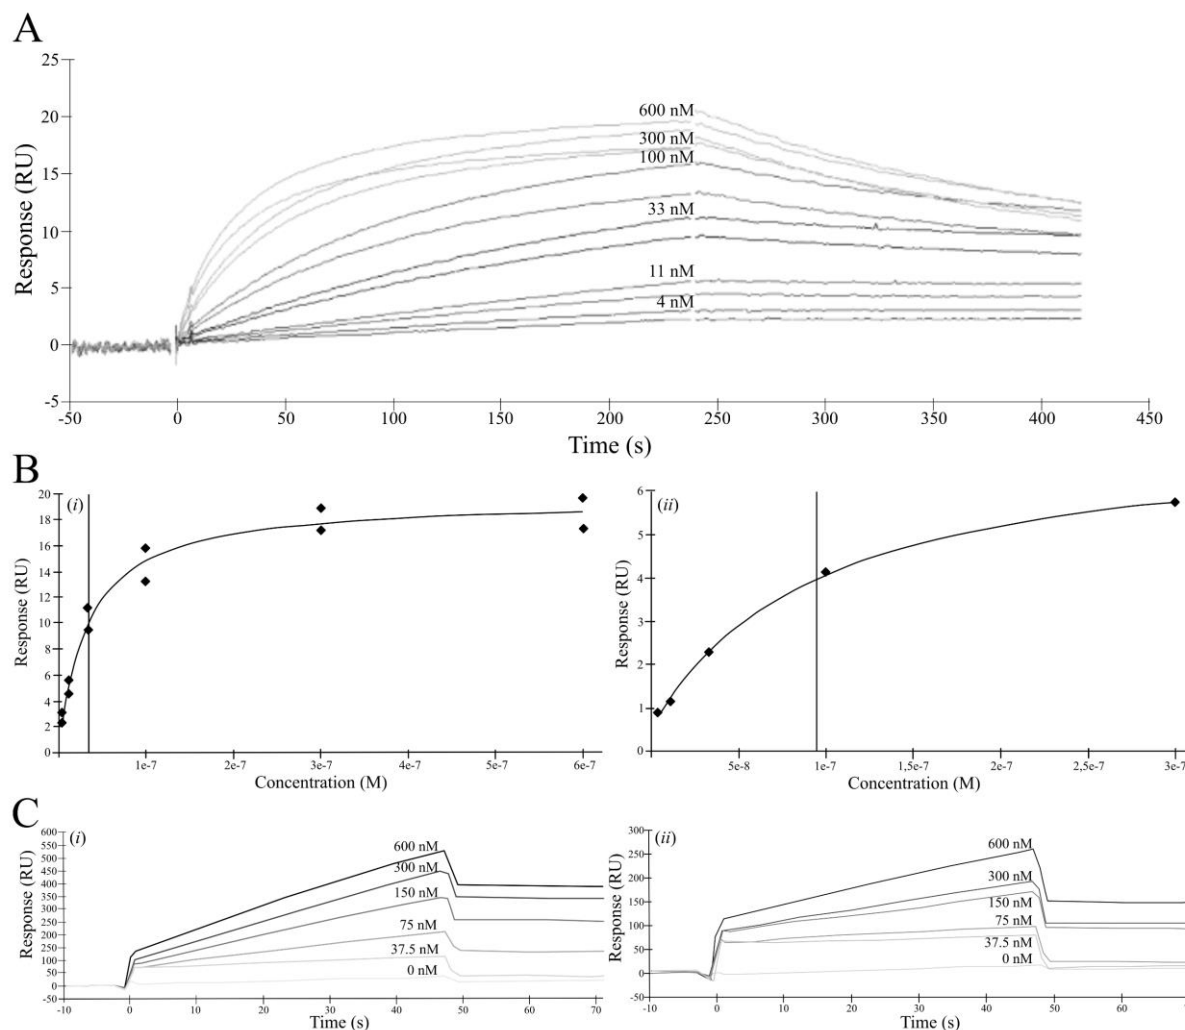 A
25
20
15
10
5
0
-5
Response (RU)
600 nM
300 nM
100 nM
33 nM
11 nM
4 nM
-50 0 50 100 150 200 250 300 350 400 450
Time (s)
B
(i)
20
18
16
14
12
10
8
6
4
2
0
Response (RU)
1e-7 2e-7 3e-7 4e-7 5e-7 6e-7
Concentration (M)
(ii)
6
5
4
3
2
1
0
Response (RU)
5e-8 1e-7 1,5e-7 2e-7 2,5e-7 3e-7
Concentration (M)
C
(i)
600
550
500
450
400
350
300
250
200
150
100
50
0
-50
Response (RU)
600 nM
300 nM
150 nM
75 nM
37.5 nM
0 nM
-10 0 10 20 30 40 50 60 70
Time (s)
(ii)
300
250
200
150
100
50
0
-50
Response (RU)
600 nM
300 nM
150 nM
75 nM
37.5 nM
0 nM
-10 0 10 20 30 40 50 60 70
Time (s)